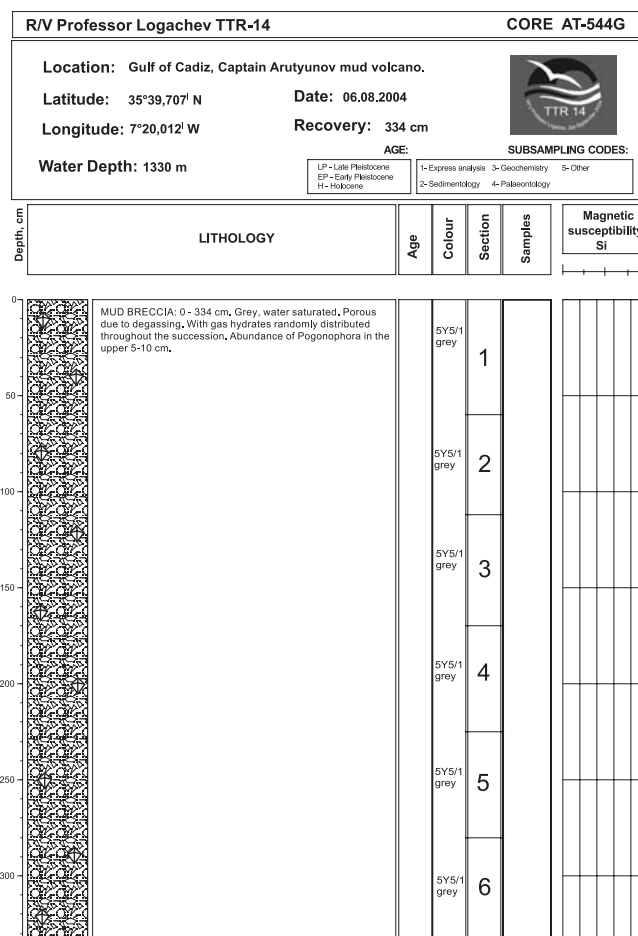 R/V Professor Logachev TTR-14 CORE AT-544G
Location: Gulf of Cadiz, Captain Arutyunov mud volcano.
Latitude: 35°39,707' N Date: 06.08.2004
Longitude: 7°20,012' W Recovery: 334 cm
Water Depth: 1330 m
TTR 14
AGE:
LP - Late Pleistocene
EP - Early Pleistocene
H - Holocene
SUBSAMPLING CODES:
1- Express analysis 3- Geochemistry 5- Other
2- Sedimentology 4- Palaeontology
Depth, cm
LITHOLOGY
Age
Colour
Section
Samples
Magnetic
susceptibility
Si
MUD BRECCIA: 0 - 334 cm. Grey, water saturated. Porous
due to degassing. With gas hydrates randomly distributed
throughout the succession. Abundance of Pogonophora in the
upper 5-10 cm.
0
50
100
150
200
250
300
5Y5/1
grey
1
5Y5/1
grey
2
5Y5/1
grey
3
5Y5/1
grey
4
5Y5/1
grey
5
5Y5/1
grey
6